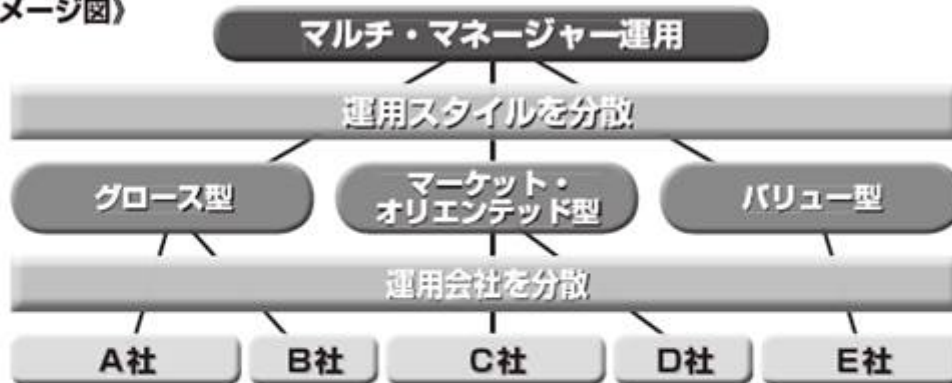 メージ図》
マルチ・マネージャー運用
運用スタイルを分散
グロース型
マーケット・
オリエンテッド型
バリュー型
運用会社を分散
A社
B社
C社
D社
E社